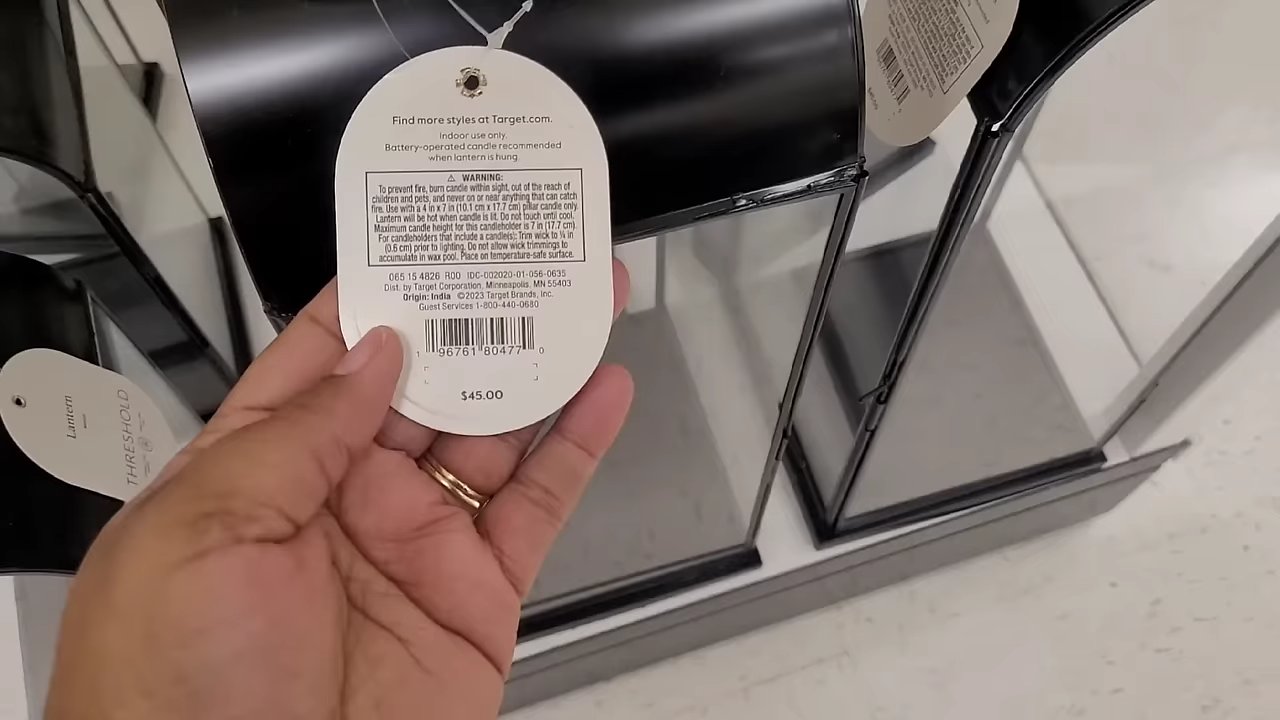 Find more styles at Target.com.
Indoor use only.
Battery-operated candle recommended
when lantern is hung.
⚠ WARNING:
To prevent fire, burn candle within sight, out of the reach of
children and pets, and never on or near anything that can catch
fire. Use with a 4 in x 7 in (10.1 cm x 17.7 cm) pillar candle only.
Lantern will be hot when candle is lit. Do not touch until cool.
Maximum candle height for this candleholder is 7 in (17.7 cm).
For candleholders that include a candle(s): Trim wick to ¼ in
(0.6 cm) prior to lighting. Do not allow wick trimmings to
accumulate in wax pool. Place on temperature-safe surface.
065 15 4826 R00 IDC-002020-01-056-0635
Dist. by Target Corporation, Minneapolis, MN 55403
Origin: India ©2023 Target Brands, Inc.
Guest Services 1-800-440-0680
1 96761 80477 0
$45.00
Lantern
THRESHOLD